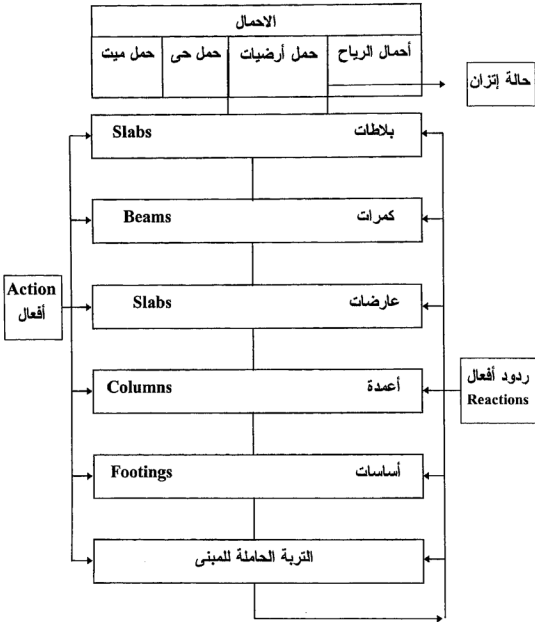 الاحمال
أحمال الرياح
حمل أرضيات
حمل حى
حمل ميت
حالة إتزان
Slabs بلاطات
Beams كمرات
Action
أفعال
Slabs عارضات
Columns أعمدة
ردود أفعال
Reactions
Footings أساسات
التربة الحاملة للمبنى